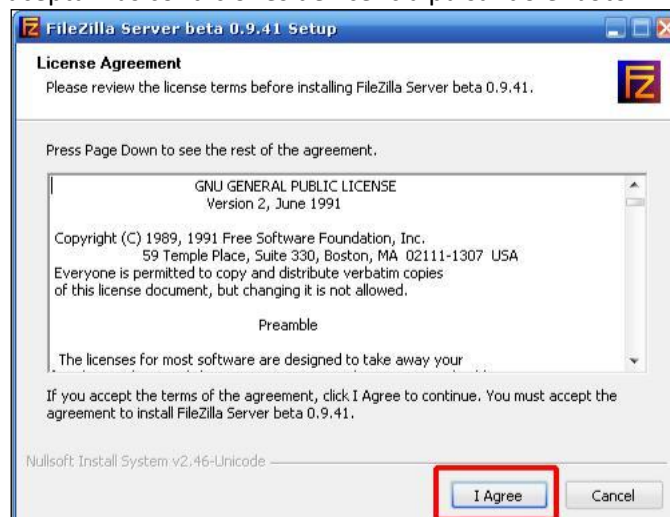 FileZilla Server beta 0.9.41 Setup
License Agreement
Please review the license terms before installing FileZilla Server beta 0.9.41.
Press Page Down to see the rest of the agreement.
GNU GENERAL PUBLIC LICENSE
Version 2, June 1991
Copyright (C) 1989, 1991 Free Software Foundation, Inc.
59 Temple Place, Suite 330, Boston, MA 02111-1307 USA
Everyone is permitted to copy and distribute verbatim copies
of this license document, but changing it is not allowed.
Preamble
The licenses for most software are designed to take away your
If you accept the terms of the agreement, click I Agree to continue. You must accept the
agreement to install FileZilla Server beta 0.9.41.
Nullsoft Install System v2.46-Unicode
I Agree
Cancel